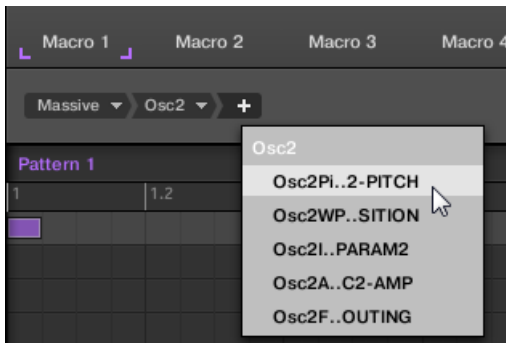 Macro 1 Macro 2 Macro 3 Macro 4
Massive Osc2 +
Osc2
Pattern 1
Osc2Pi..2-PITCH
1 1.2
Osc2WP..SITION
Osc2I..PARAM2
Osc2A..C2-AMP
Osc2F..OUTING